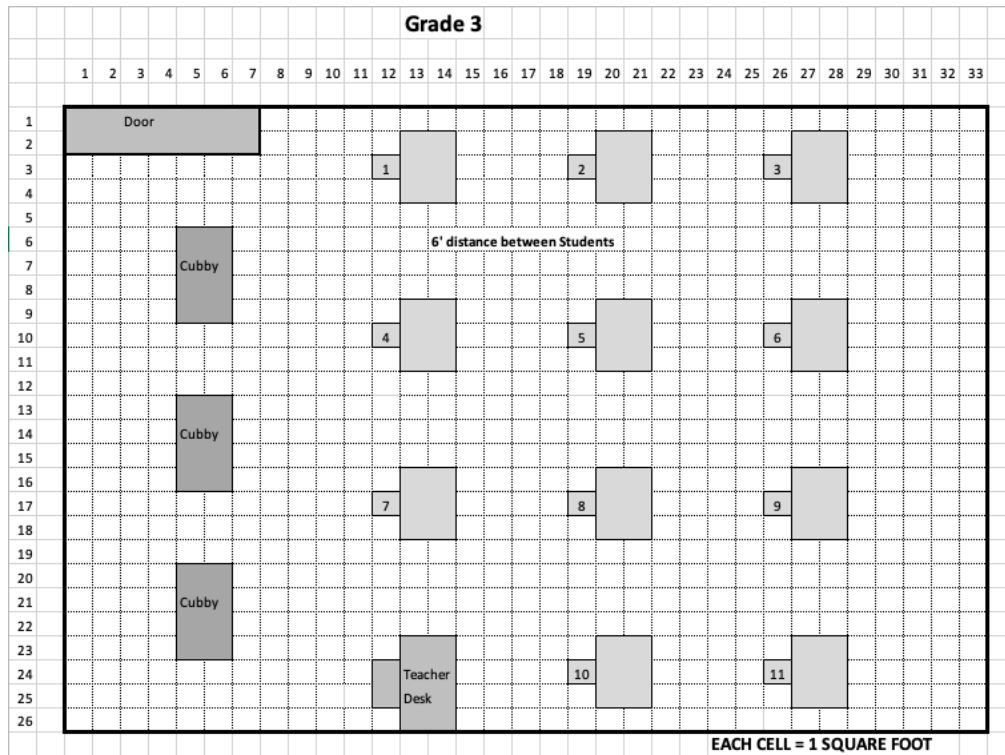 Grade 3
1 2 3 4 5 6 7 8 9 10 11 12 13 14 15 16 17 18 19 20 21 22 23 24 25 26 27 28 29 30 31 32 33
1 Door
2
3 1 2 3
4
5
6 6' distance between Students
7 Cubby
8
9
10 4 5 6
11
12
13
14 Cubby
15
16
17 7 8 9
18
19
20
21 Cubby
22
23
24 Teacher 10 11
25 Desk
26
EACH CELL = 1 SQUARE FOOT